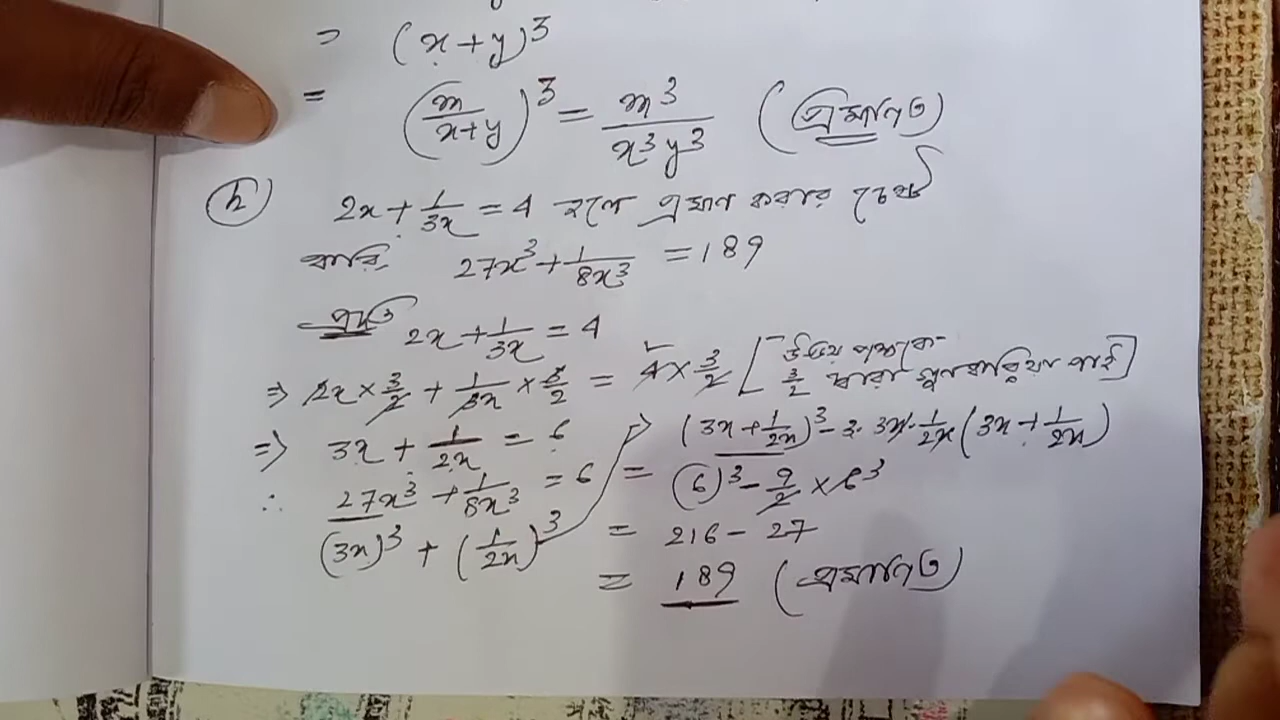 = (x+y)³
= (m/(x+y))³ = m³/(x³y³) (প্রমাণিত)
(h) 2x + 1/3x = 4 হলে প্রমাণ করার চেষ্টা
করি, 27x³ + 1/8x³ = 189
প্রদত্ত 2x + 1/3x = 4
⇒ 2x × 3/2 + 1/3x × 3/2 = 4 × 3/2 [উভয় পক্ষকে 3/2 দ্বারা গুণ করিয়া পাই]
⇒ 3x + 1/2x = 6
∴ 27x³ + 1/8x³ = 6
(3x)³ + (1/2x)³
⇒ (3x + 1/2x)³ - 3· 3x · 1/2x (3x + 1/2x)
= (6)³ - 9/2 × 6 3
= 216 - 27
= 189 (প্রমাণিত)